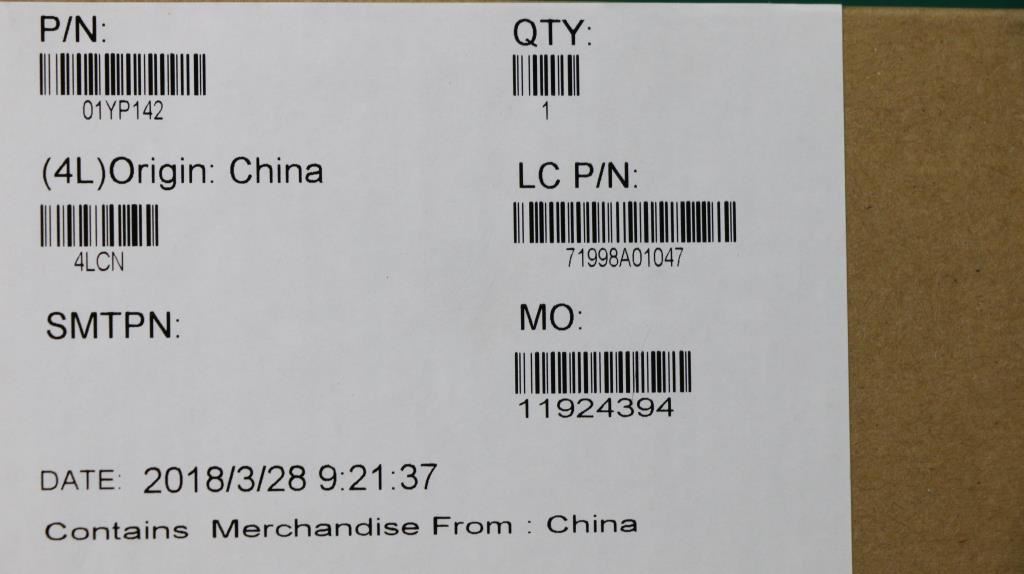 P/N:
01YP142
QTY:
1
(4L)Origin: China
4LCN
LC P/N:
71998A01047
SMTPN:
MO:
11924394
DATE: 2018/3/28 9:21:37
Contains Merchandise From : China